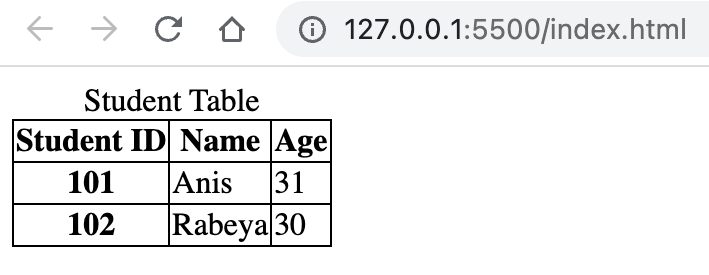 127.0.0.1:5500/index.html
Student Table
Student ID Name Age
101 Anis 31
102 Rabeya 30